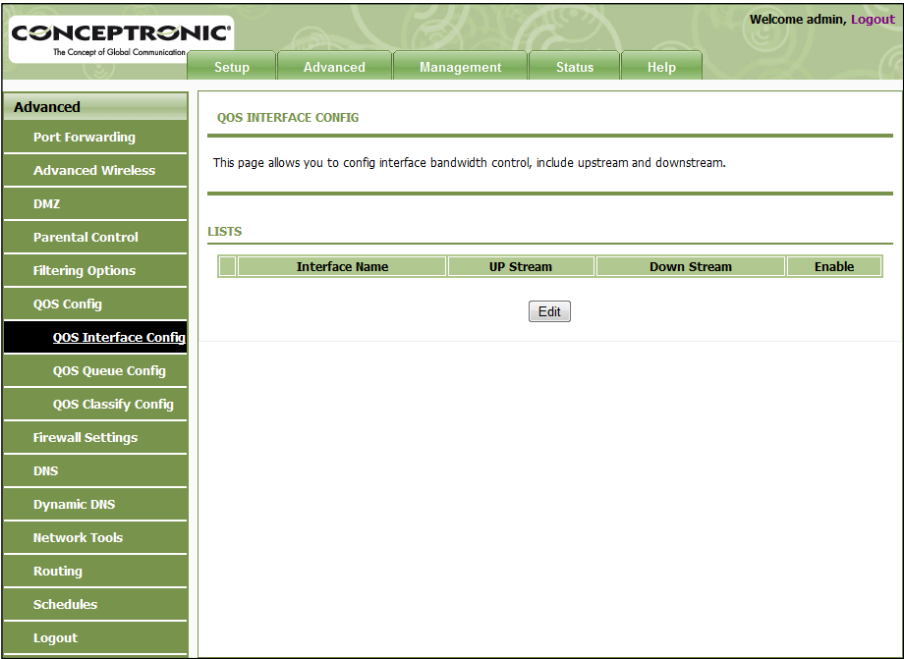 CONCEPTRONIC®
The Concept of Global Communication
Welcome admin, Logout
Setup Advanced Management Status Help
Advanced
Port Forwarding
Advanced Wireless
DMZ
Parental Control
Filtering Options
QOS Config
QOS Interface Config
QOS Queue Config
QOS Classify Config
Firewall Settings
DNS
Dynamic DNS
Network Tools
Routing
Schedules
Logout
QOS INTERFACE CONFIG
This page allows you to config interface bandwidth control, include upstream and downstream.
LISTS
Interface Name UP Stream Down Stream Enable
Edit